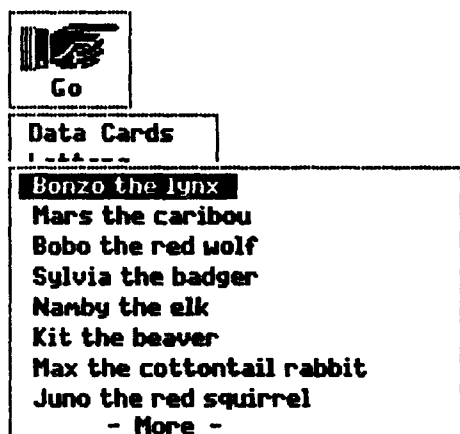 Go
Data Cards
Bonzo the lynx
Mars the caribou
Bobo the red wolf
Sylvia the badger
Namby the elk
Kit the beaver
Max the cottontail rabbit
Juno the red squirrel
- More -